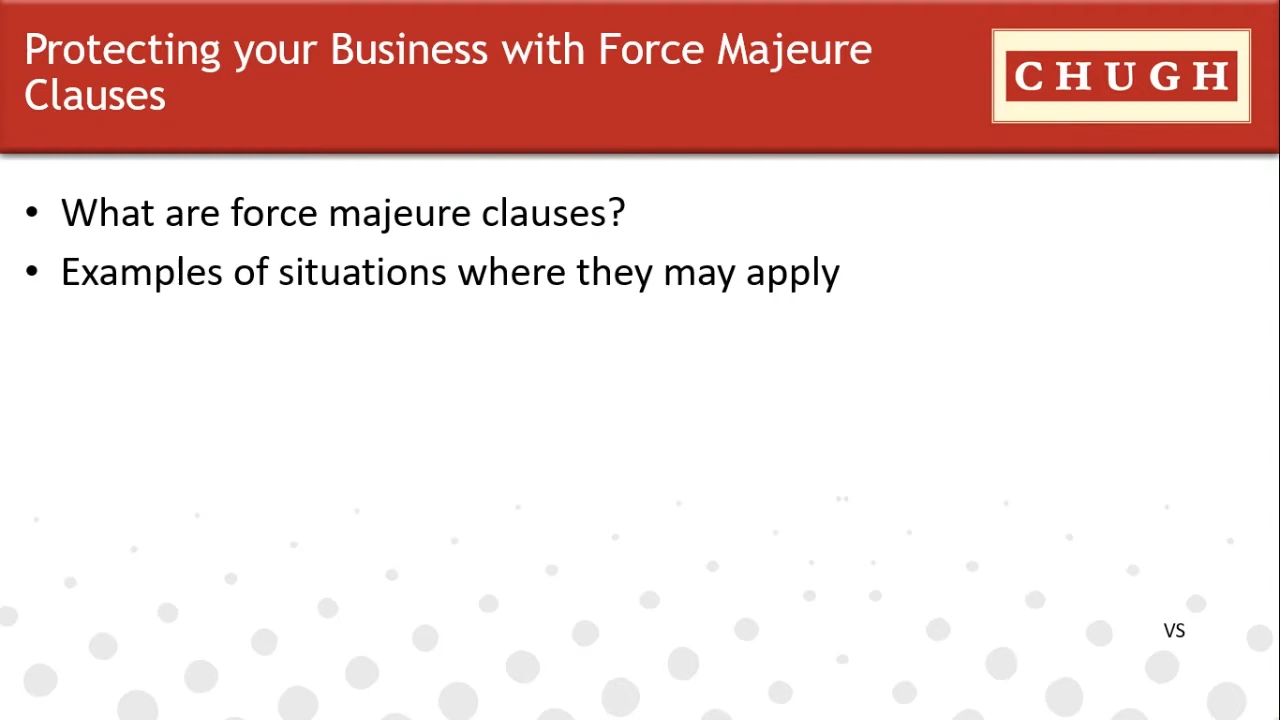 Protecting your Business with Force Majeure
Clauses
CHUGH
• What are force majeure clauses?
• Examples of situations where they may apply
VS